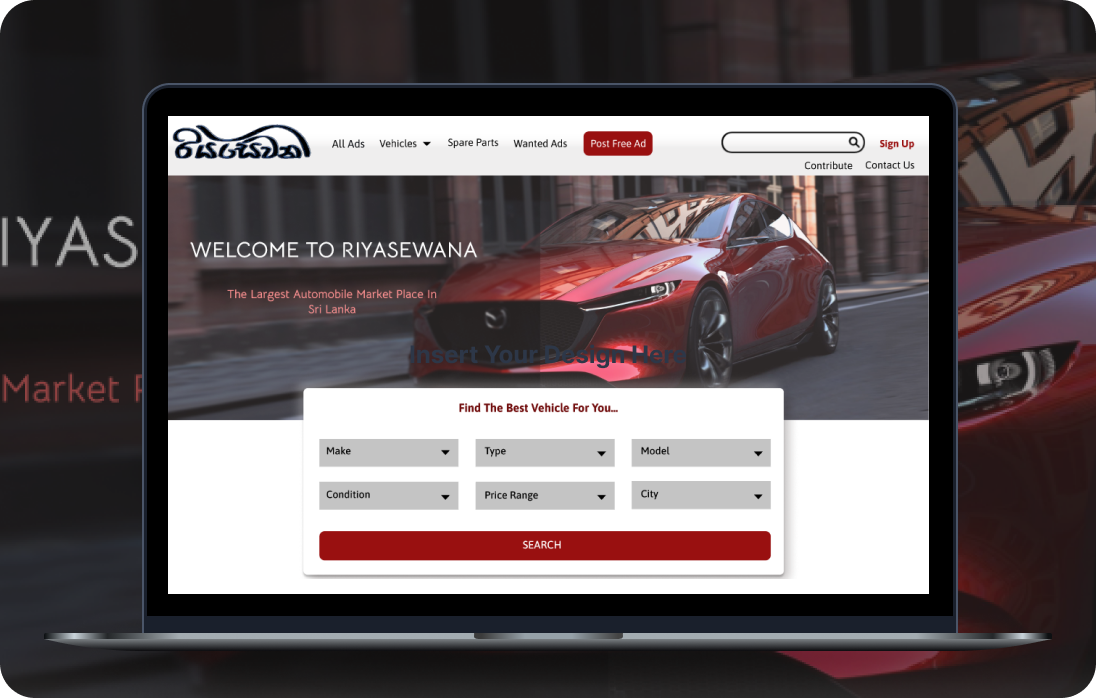 රියසෙවන
All Ads
Vehicles
Spare Parts
Wanted Ads
Post Free Ad
Sign Up
Contribute
Contact Us
IYAS
WELCOME TO RIYASEWANA
The Largest Automobile Market Place In
Sri Lanka
Market
Insert Your Design Here
Find The Best Vehicle For You...
Make
Type
Model
Condition
Price Range
City
SEARCH